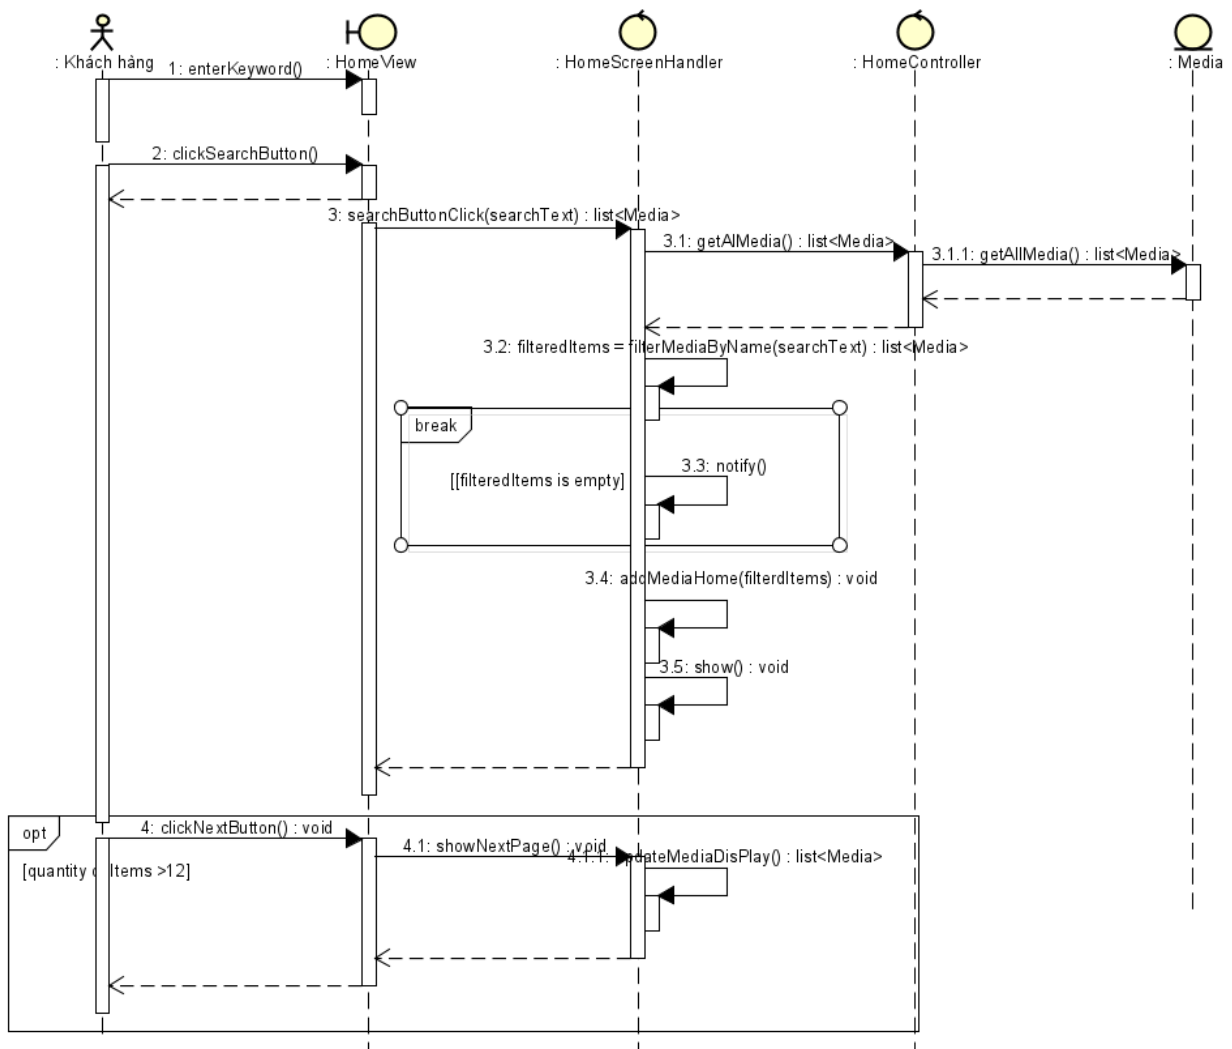 : Khách hàng
: HomeView
: HomeScreenHandler
: HomeController
: Media
1: enterKeyword()
2: clickSearchButton()
3: searchButtonClick(searchText) : list<Media>
3.1: getAlMedia() : list<Media>
3.1.1: getAllMedia() : list<Media>
3.2: filteredItems = filterMediaByName(searchText) : list<Media>
break
3.3: notify()
[[filteredItems is empty]
3.4: addMediaHome(filterdItems) : void
3.5: show() : void
opt
4: clickNextButton() : void
4.1: showNextPage() : void
4.1.1: updateMediaDisPlay() : list<Media>
[quantity of Items >12]